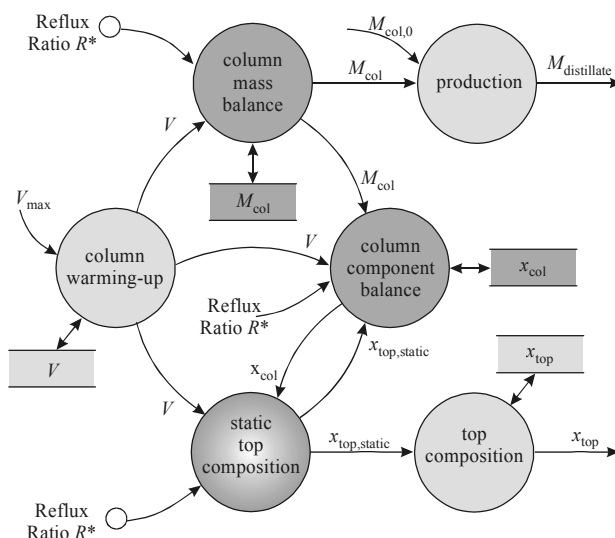 Reflux
Ratio R*
column
mass
balance
M_col,0
M_col
production
M_distillate
V
M_col
M_col
V_max
column
warming-up
V
column
component
balance
x_col
Reflux
Ratio R*
V
x_col
x_top,static
x_top
V
static
top
composition
x_top,static
top
composition
x_top
Reflux
Ratio R*